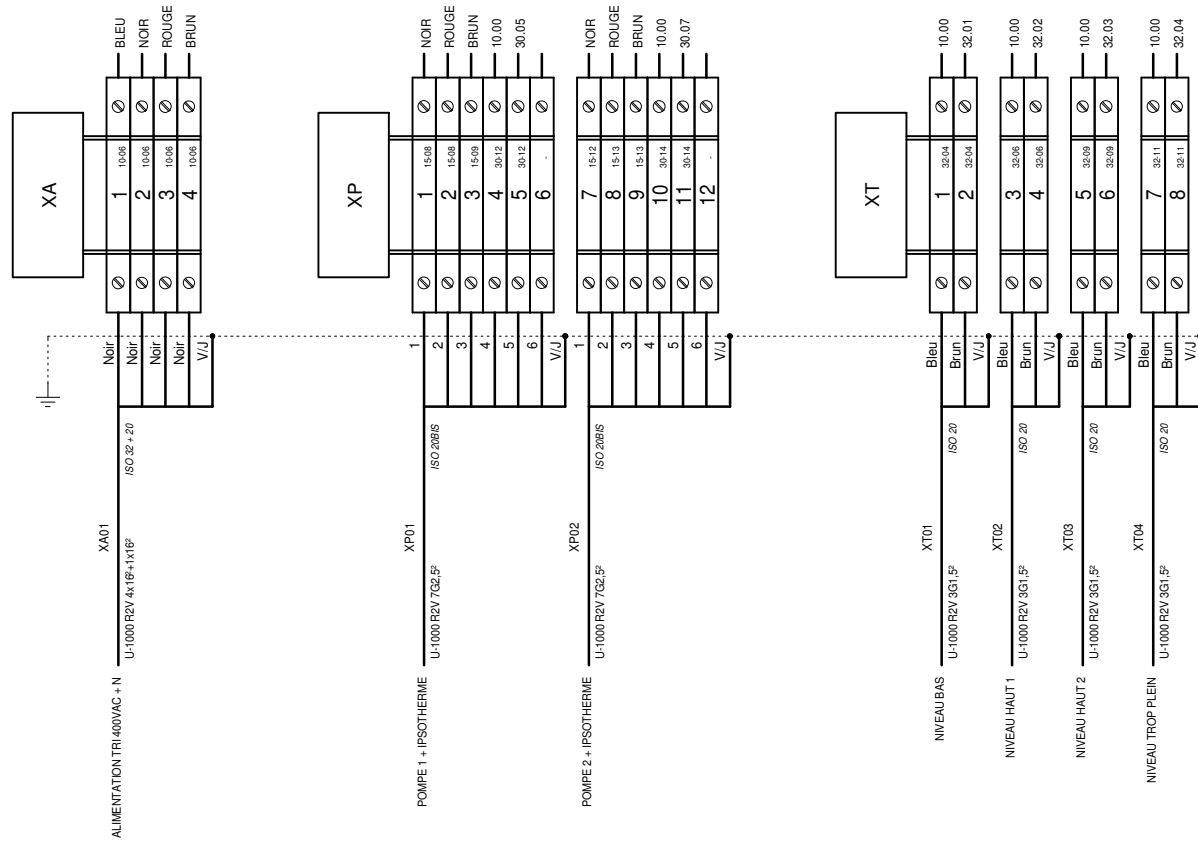 XA
1 10-06 BLEU
2 10-06 NOIR
3 10-06 ROUGE
4 10-06 BRUN
Noir
Noir
Noir
Noir
V/J
ISO 32 + 20
XA01
U-1000 R2V 4x16²+1x16²
ALIMENTATION TRI 400VAC + N
XP
1 15-08 NOIR
2 15-08 ROUGE
3 15-09 BRUN
4 30-12 10.00
5 30-12 30.05
6 -
1
2
3
4
5
6
V/J
ISO 20BIS
XP01
U-1000 R2V 7G2,5²
POMPE 1 + IPSOTHERME
7 15-12 NOIR
8 15-13 ROUGE
9 15-13 BRUN
10 30-14 10.00
11 30-14 30.07
12 -
1
2
3
4
5
6
V/J
ISO 20BIS
XP02
U-1000 R2V 7G2,5²
POMPE 2 + IPSOTHERME
XT
1 32-04 10.00
2 32-04 32.01
Bleu
Brun
V/J
ISO 20
XT01
U-1000 R2V 3G1,5²
NIVEAU BAS
3 32-06 10.00
4 32-06 32.02
Bleu
Brun
V/J
ISO 20
XT02
U-1000 R2V 3G1,5²
NIVEAU HAUT 1
5 32-09 10.00
6 32-09 32.03
Bleu
Brun
V/J
ISO 20
XT03
U-1000 R2V 3G1,5²
NIVEAU HAUT 2
7 32-11 10.00
8 32-11 32.04
Bleu
Brun
V/J
ISO 20
XT04
U-1000 R2V 3G1,5²
NIVEAU TROP PLEIN